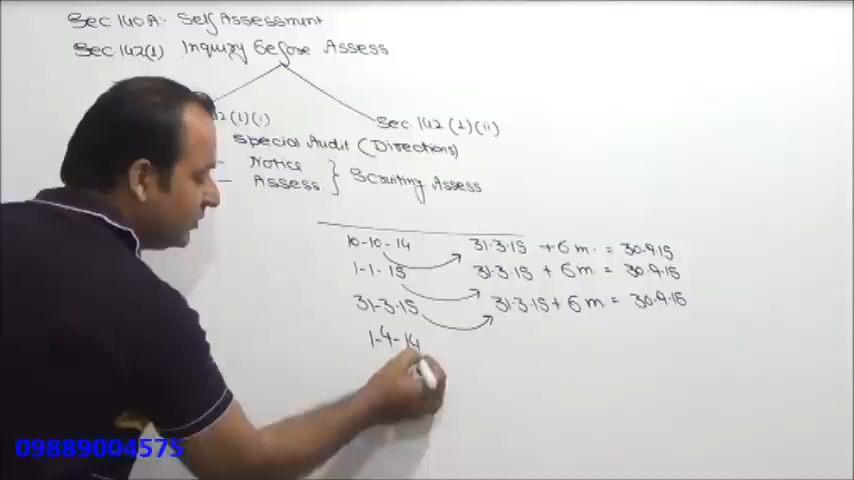 Sec 140A:- Self Assessment
Sec.142(1) Inquiry before Assess
2(1)(i)
Sec.142(1)(ii)
Special Audit (Directions)
- Notice
- Assess. } Scrutiny Assess
10-10-14 31.3.15 + 6 m. = 30.9.15
1-1-15 31.3.15 + 6 m = 30.9.15
31-3-15 31.3.15 + 6 m = 30.9.15
1-4-14
09889004575